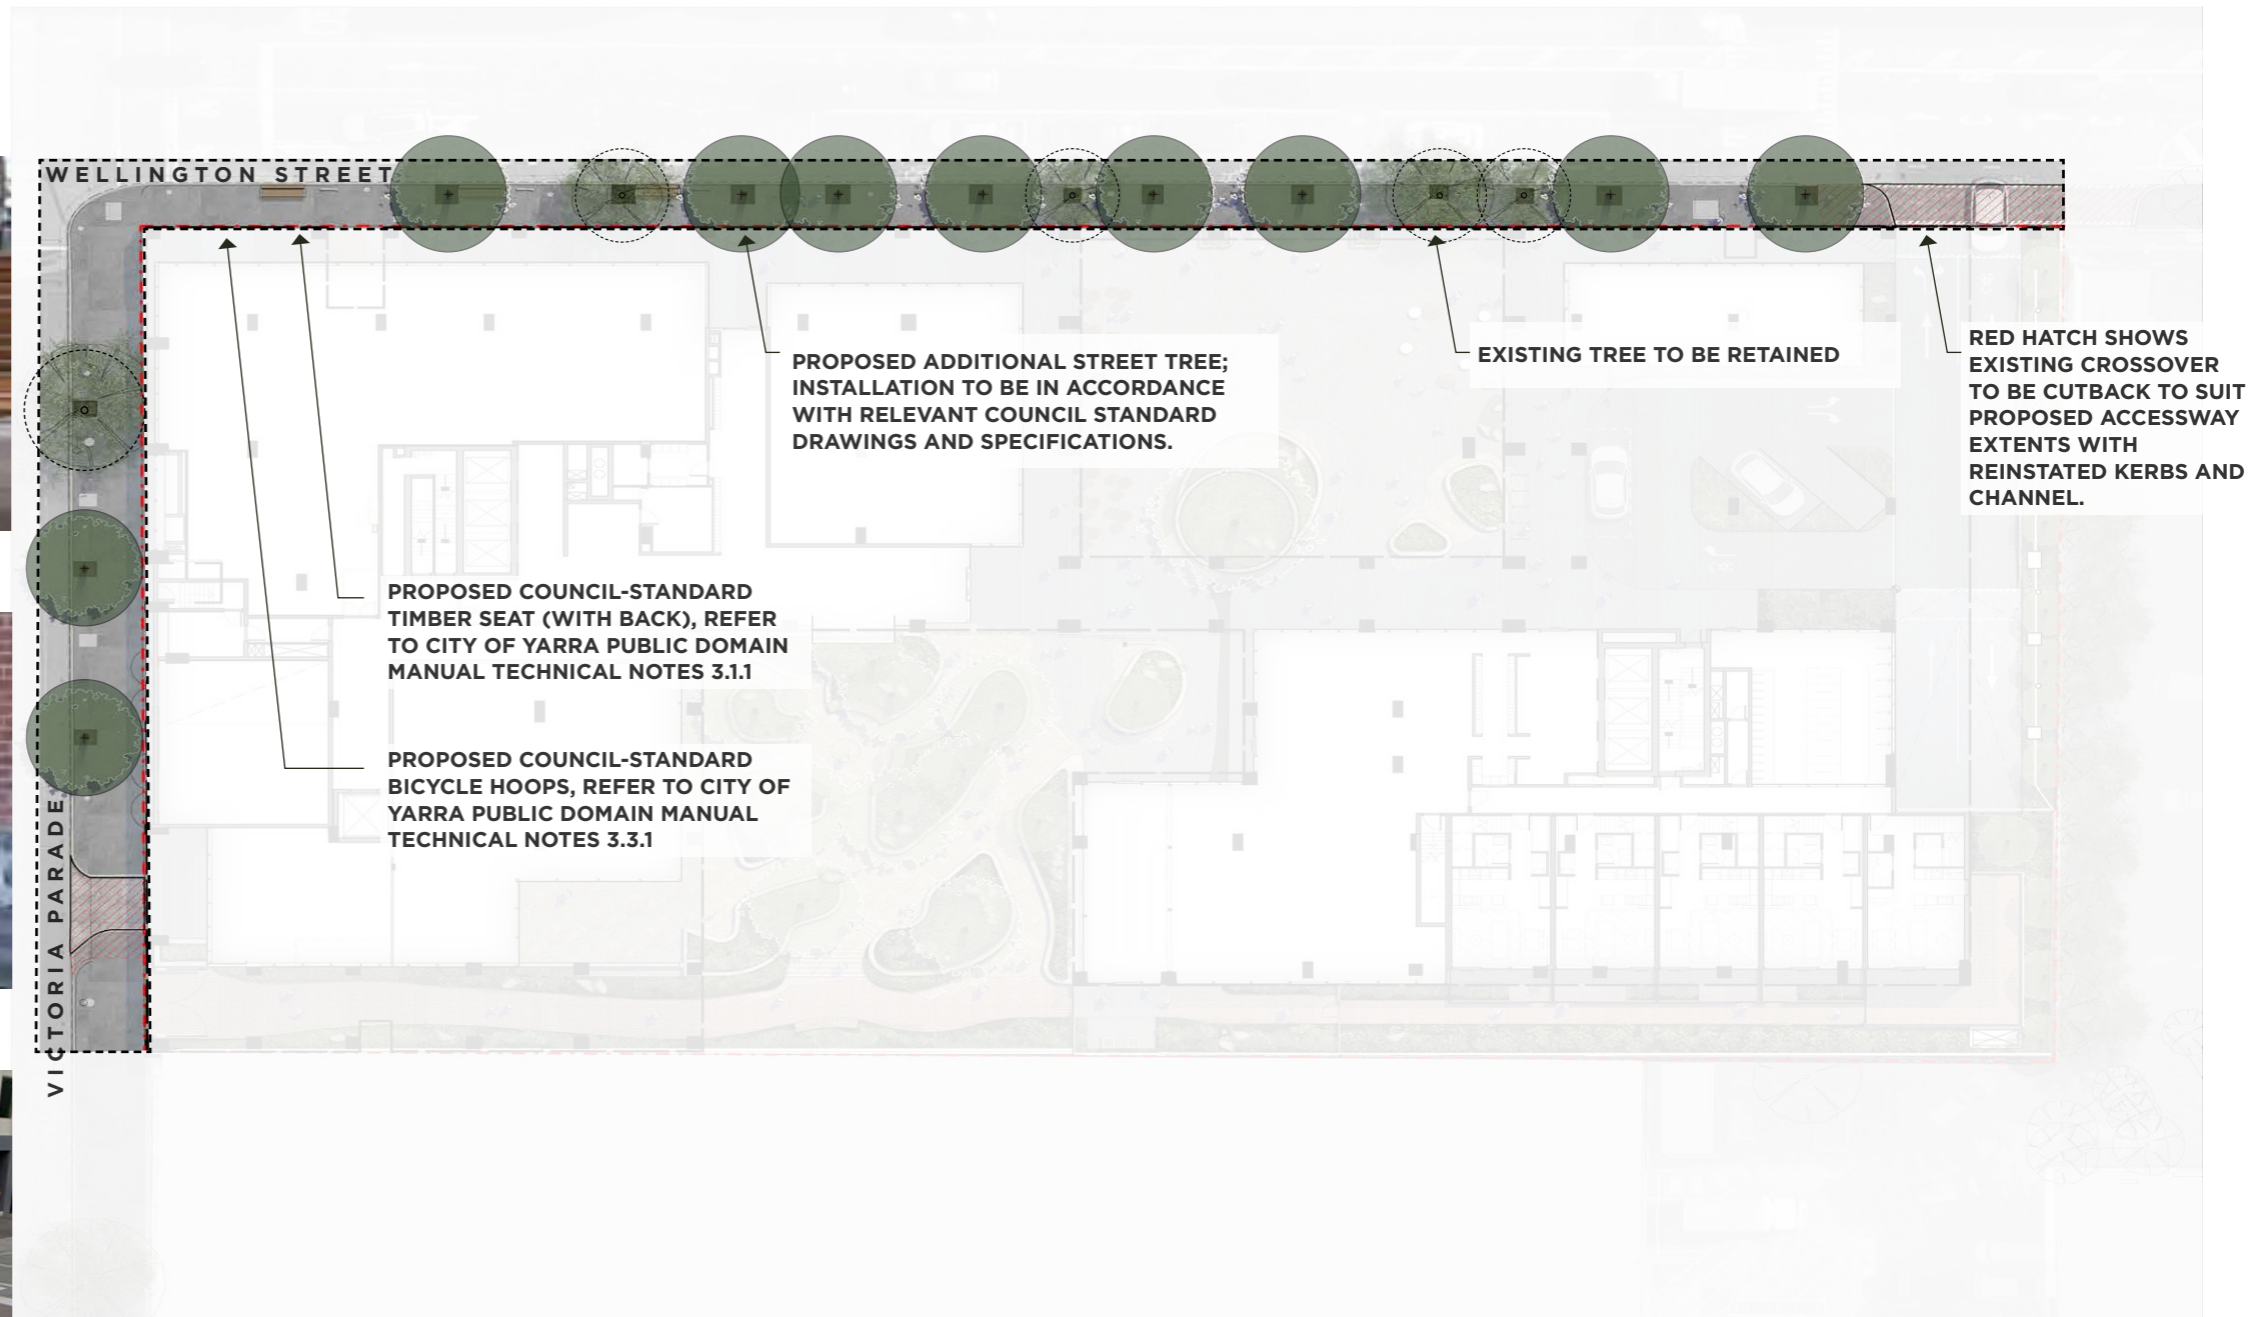 WELLINGTON STREET
PROPOSED ADDITIONAL STREET TREE;
INSTALLATION TO BE IN ACCORDANCE
WITH RELEVANT COUNCIL STANDARD
DRAWINGS AND SPECIFICATIONS.
EXISTING TREE TO BE RETAINED
RED HATCH SHOWS
EXISTING CROSSOVER
TO BE CUTBACK TO SUIT
PROPOSED ACCESSWAY
EXTENTS WITH
REINSTATED KERBS AND
CHANNEL.
PROPOSED COUNCIL-STANDARD
TIMBER SEAT (WITH BACK), REFER
TO CITY OF YARRA PUBLIC DOMAIN
MANUAL TECHNICAL NOTES 3.1.1
PROPOSED COUNCIL-STANDARD
BICYCLE HOOPS, REFER TO CITY OF
YARRA PUBLIC DOMAIN MANUAL
TECHNICAL NOTES 3.3.1
VICTORIA PARADE